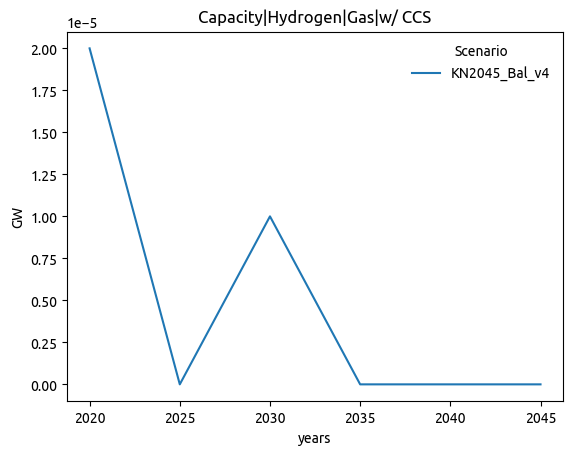 Capacity|Hydrogen|Gas|w/ CCS
1e−5
2.00
1.75
1.50
1.25
1.00
0.75
0.50
0.25
0.00
GW
Scenario
KN2045_Bal_v4
2020 2025 2030 2035 2040 2045
years